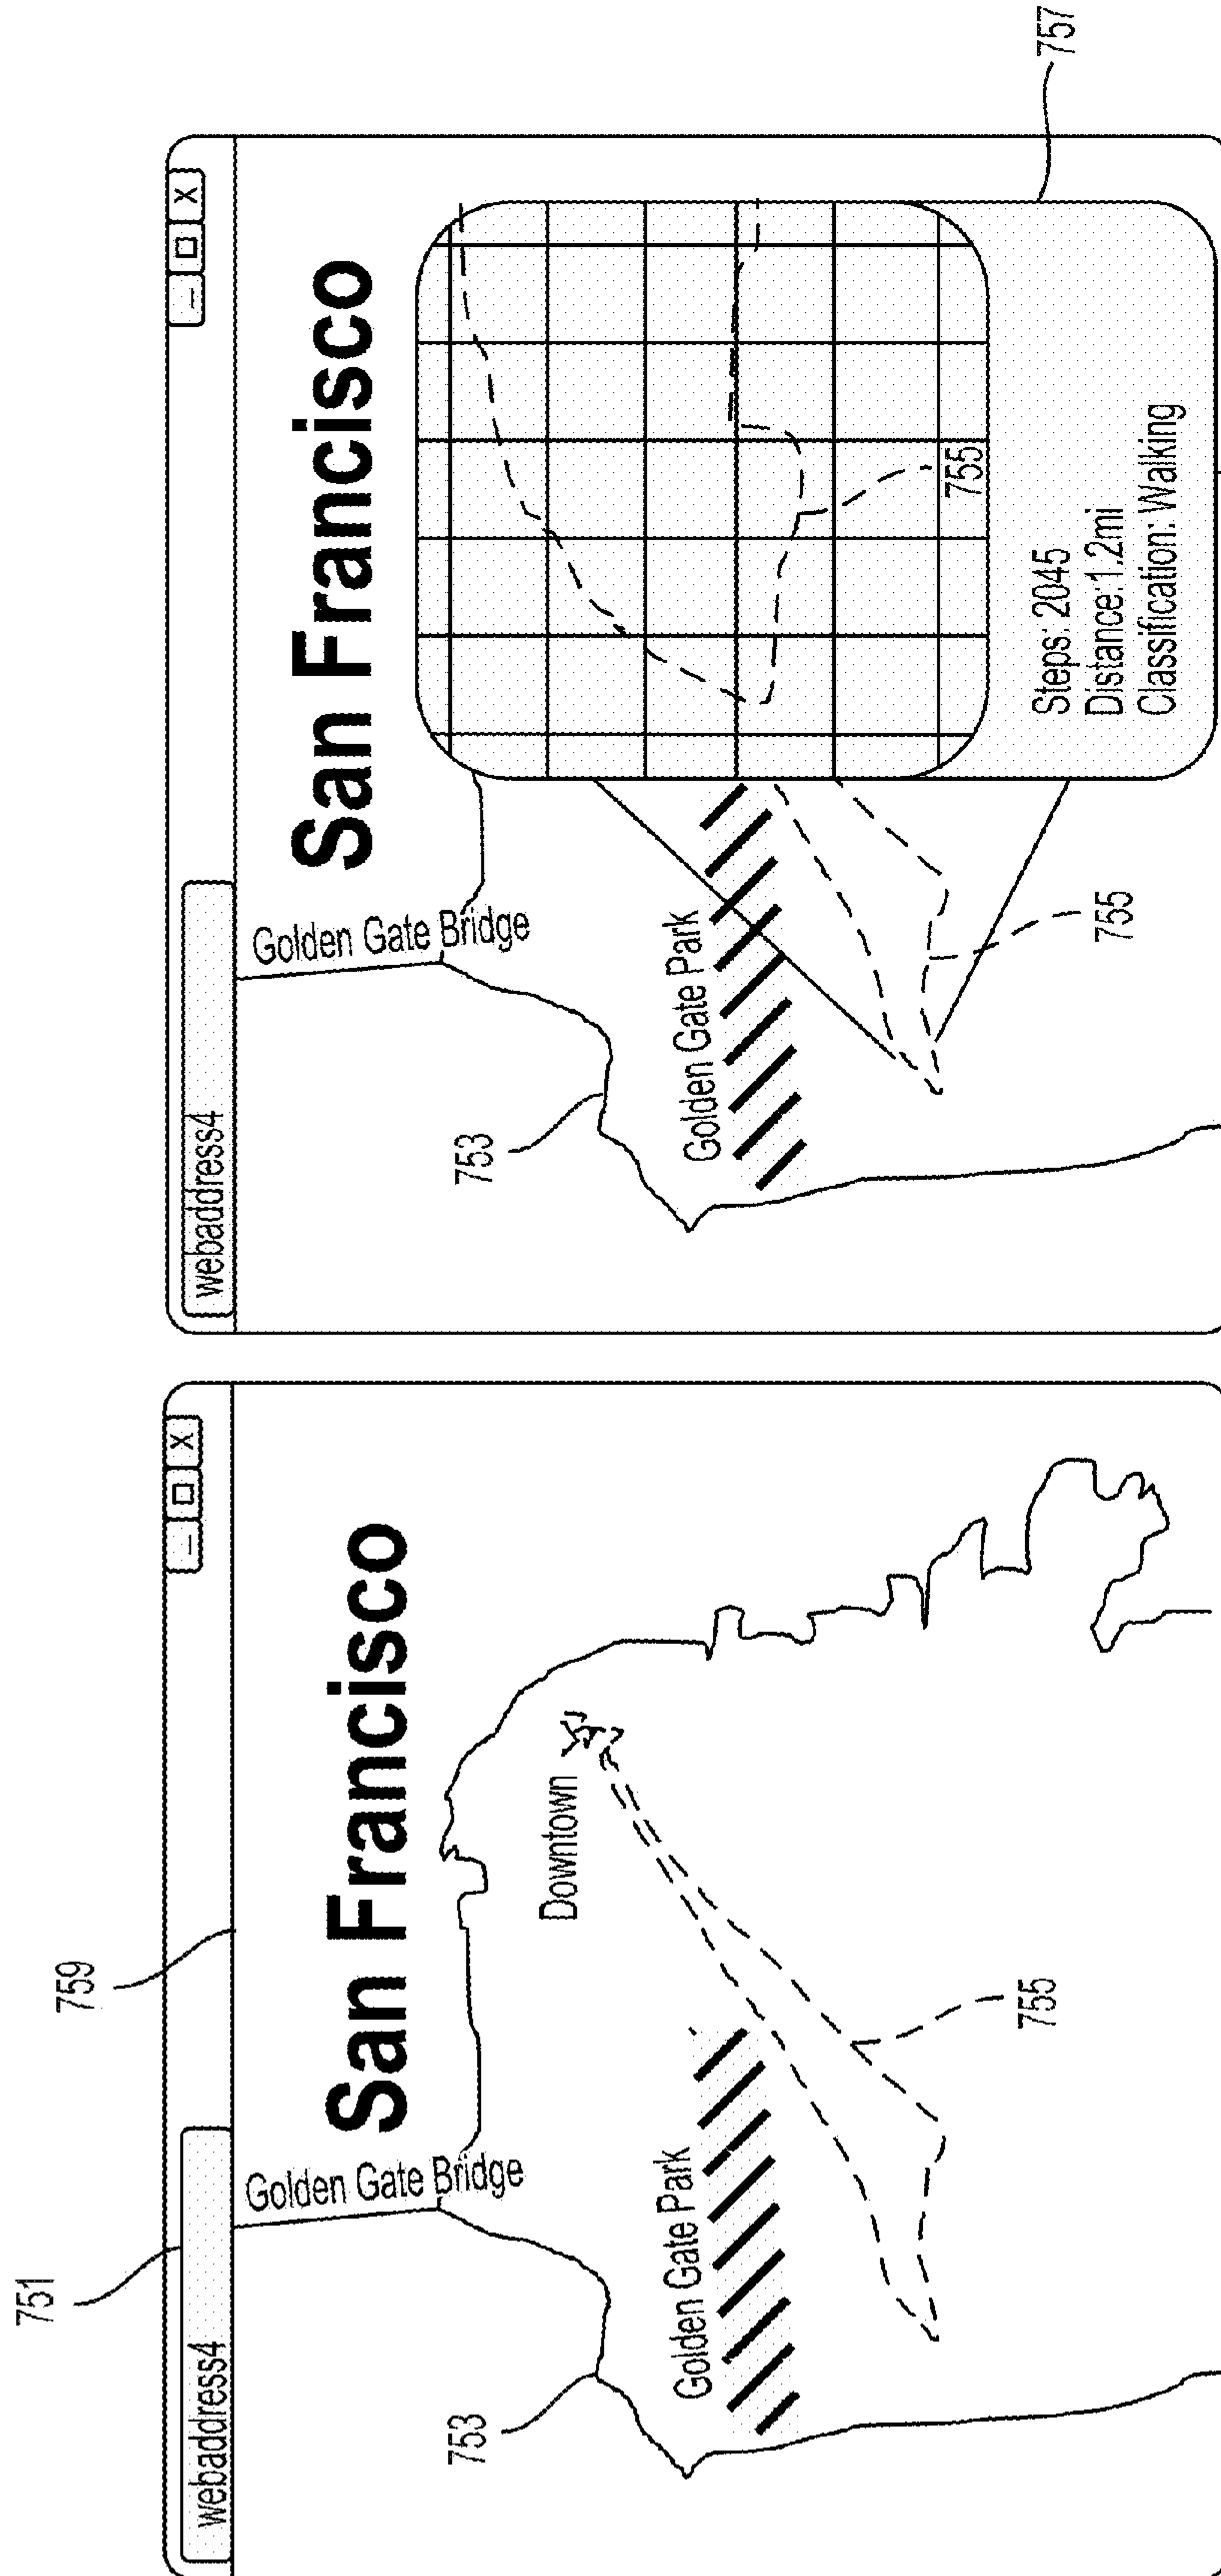 751
759
webaddress4
_ □ X
San Francisco
Golden Gate Bridge
753
Downtown
Golden Gate Park
755
webaddress4
_ □ X
San Francisco
Golden Gate Bridge
753
Golden Gate Park
755
755
Steps: 2045
Distance:1.2mi
Classification: Walking
757